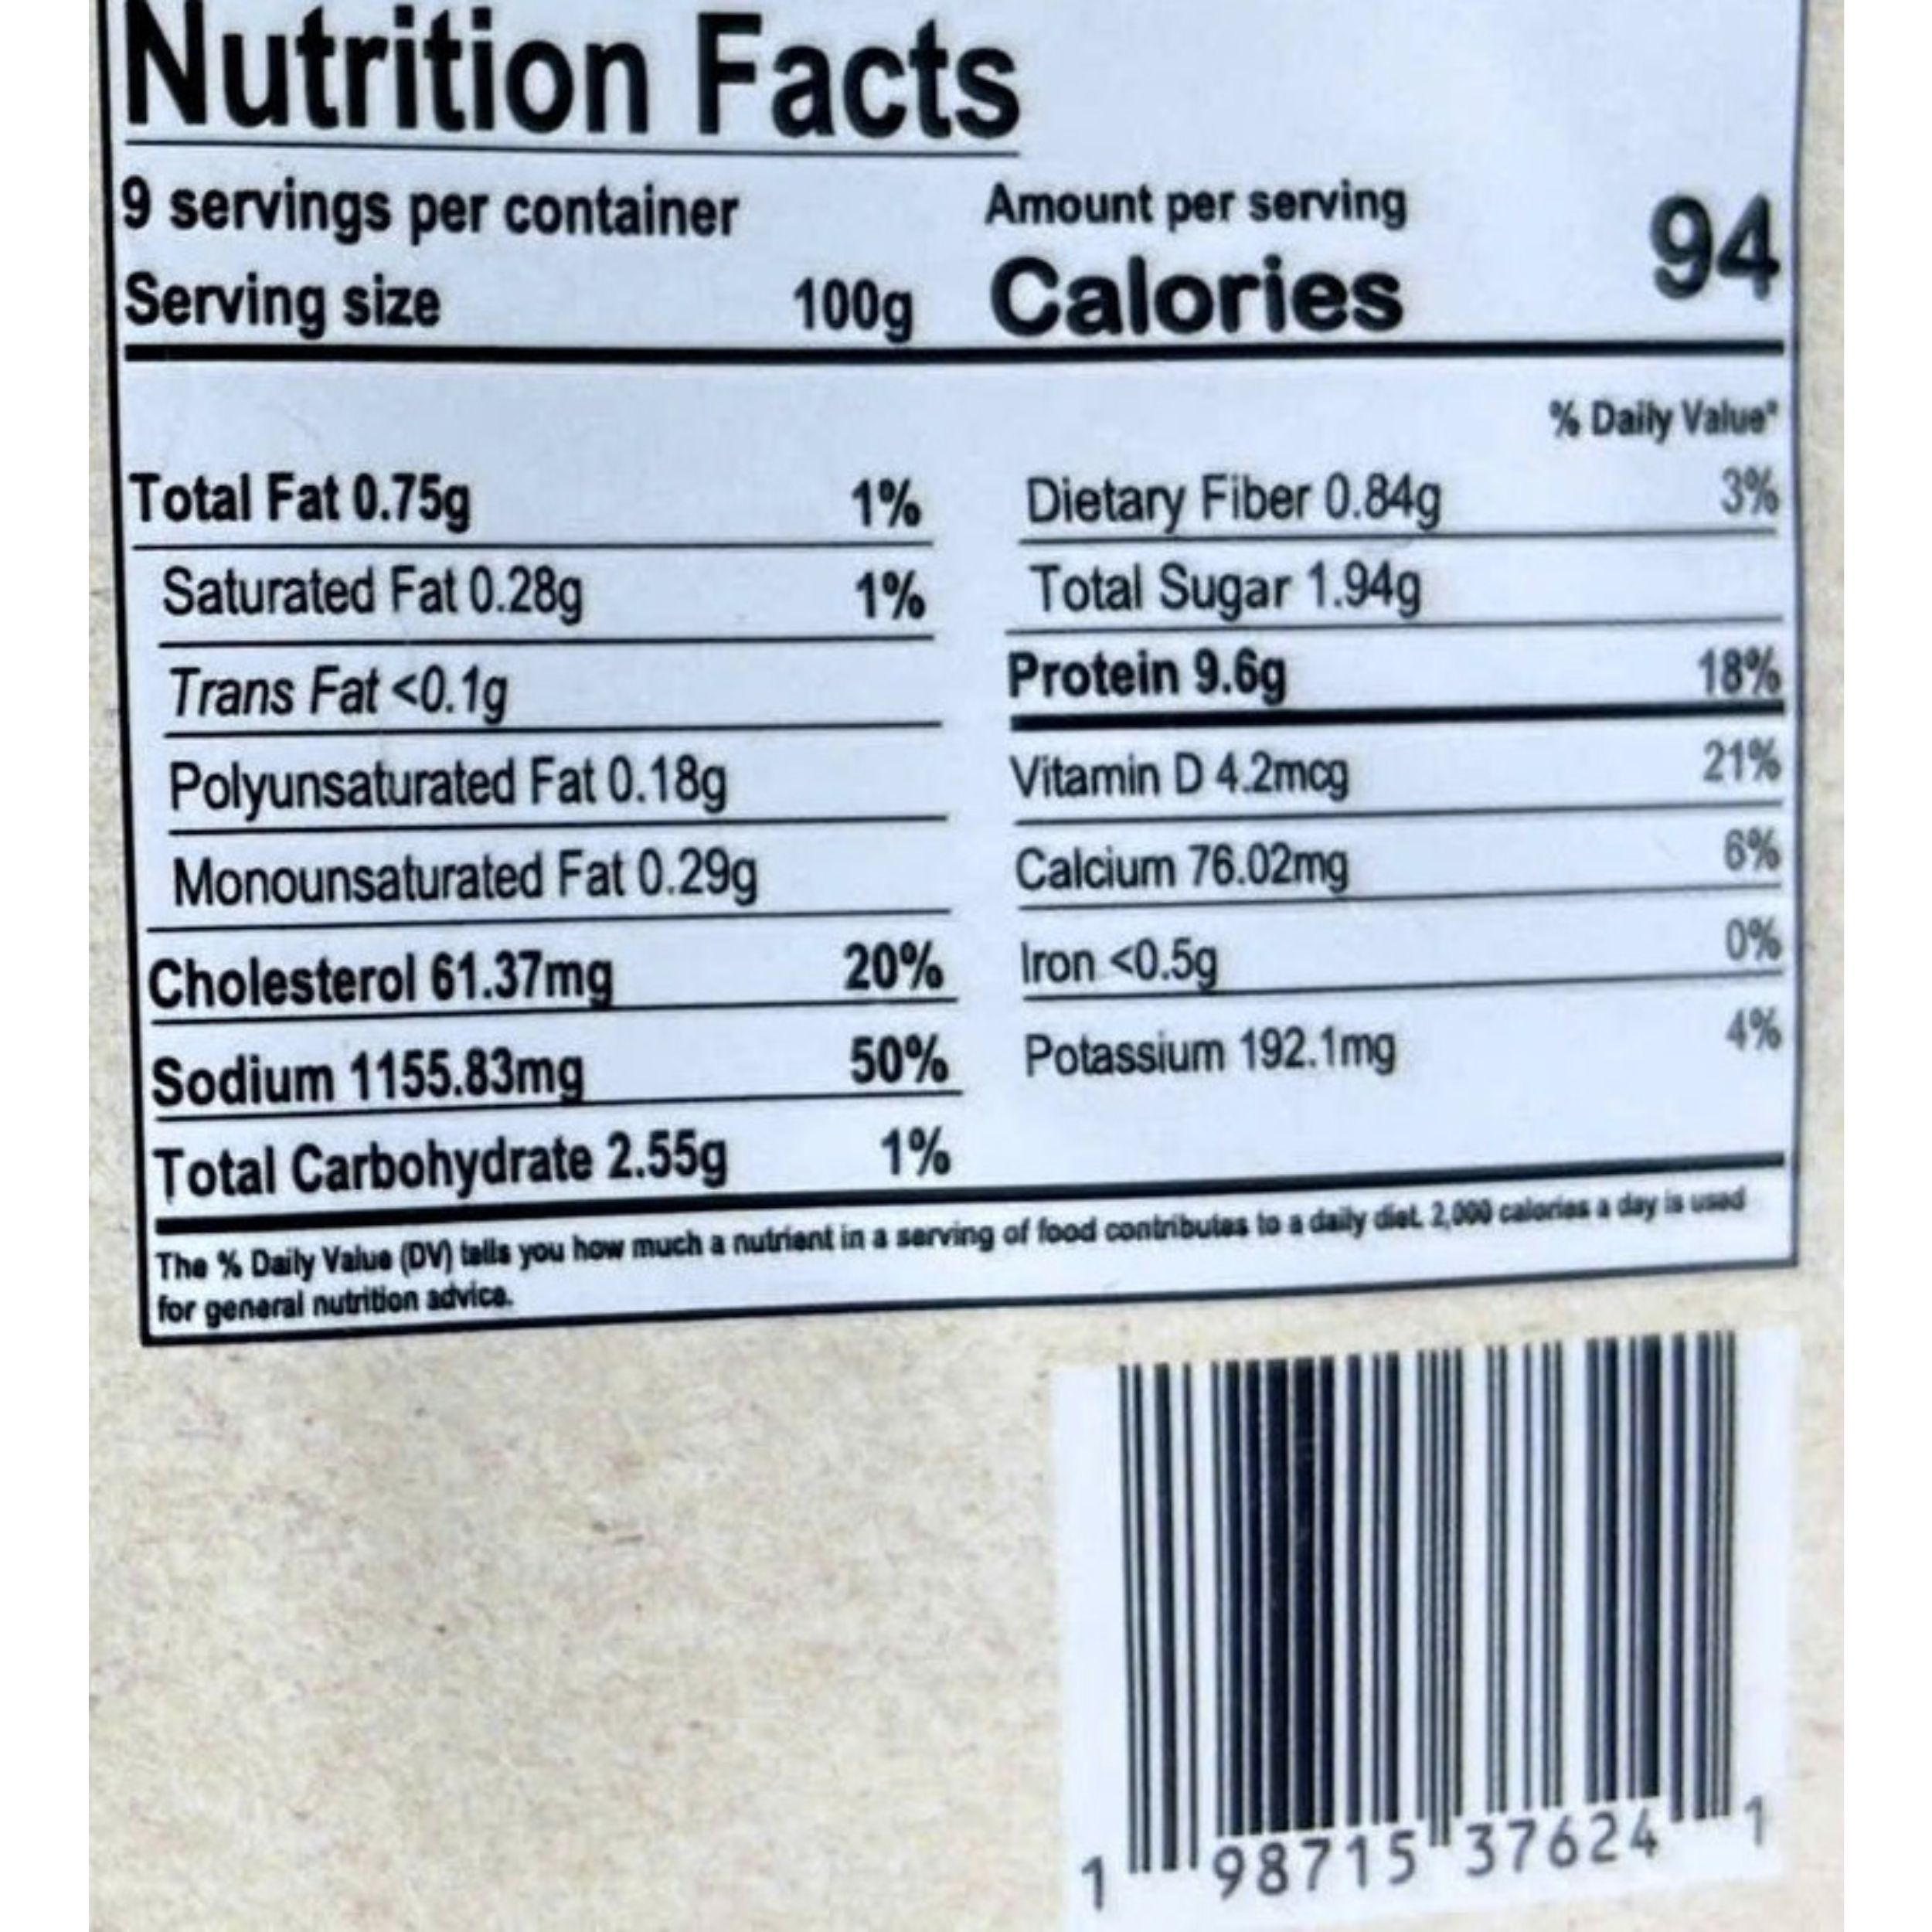 Nutrition Facts
9 servings per container
Serving size 100g
Amount per serving
Calories 94
% Daily Value*
Total Fat 0.75g 1%
Saturated Fat 0.28g 1%
Trans Fat <0.1g
Polyunsaturated Fat 0.18g
Monounsaturated Fat 0.29g
Cholesterol 61.37mg 20%
Sodium 1155.83mg 50%
Total Carbohydrate 2.55g 1%
Dietary Fiber 0.84g 3%
Total Sugar 1.94g
Protein 9.6g 18%
Vitamin D 4.2mcg 21%
Calcium 76.02mg 6%
Iron <0.5g 0%
Potassium 192.1mg 4%
The % Daily Value (DV) tells you how much a nutrient in a serving of food contributes to a daily diet. 2,000 calories a day is used
for general nutrition advice.
1 98715 37624 1